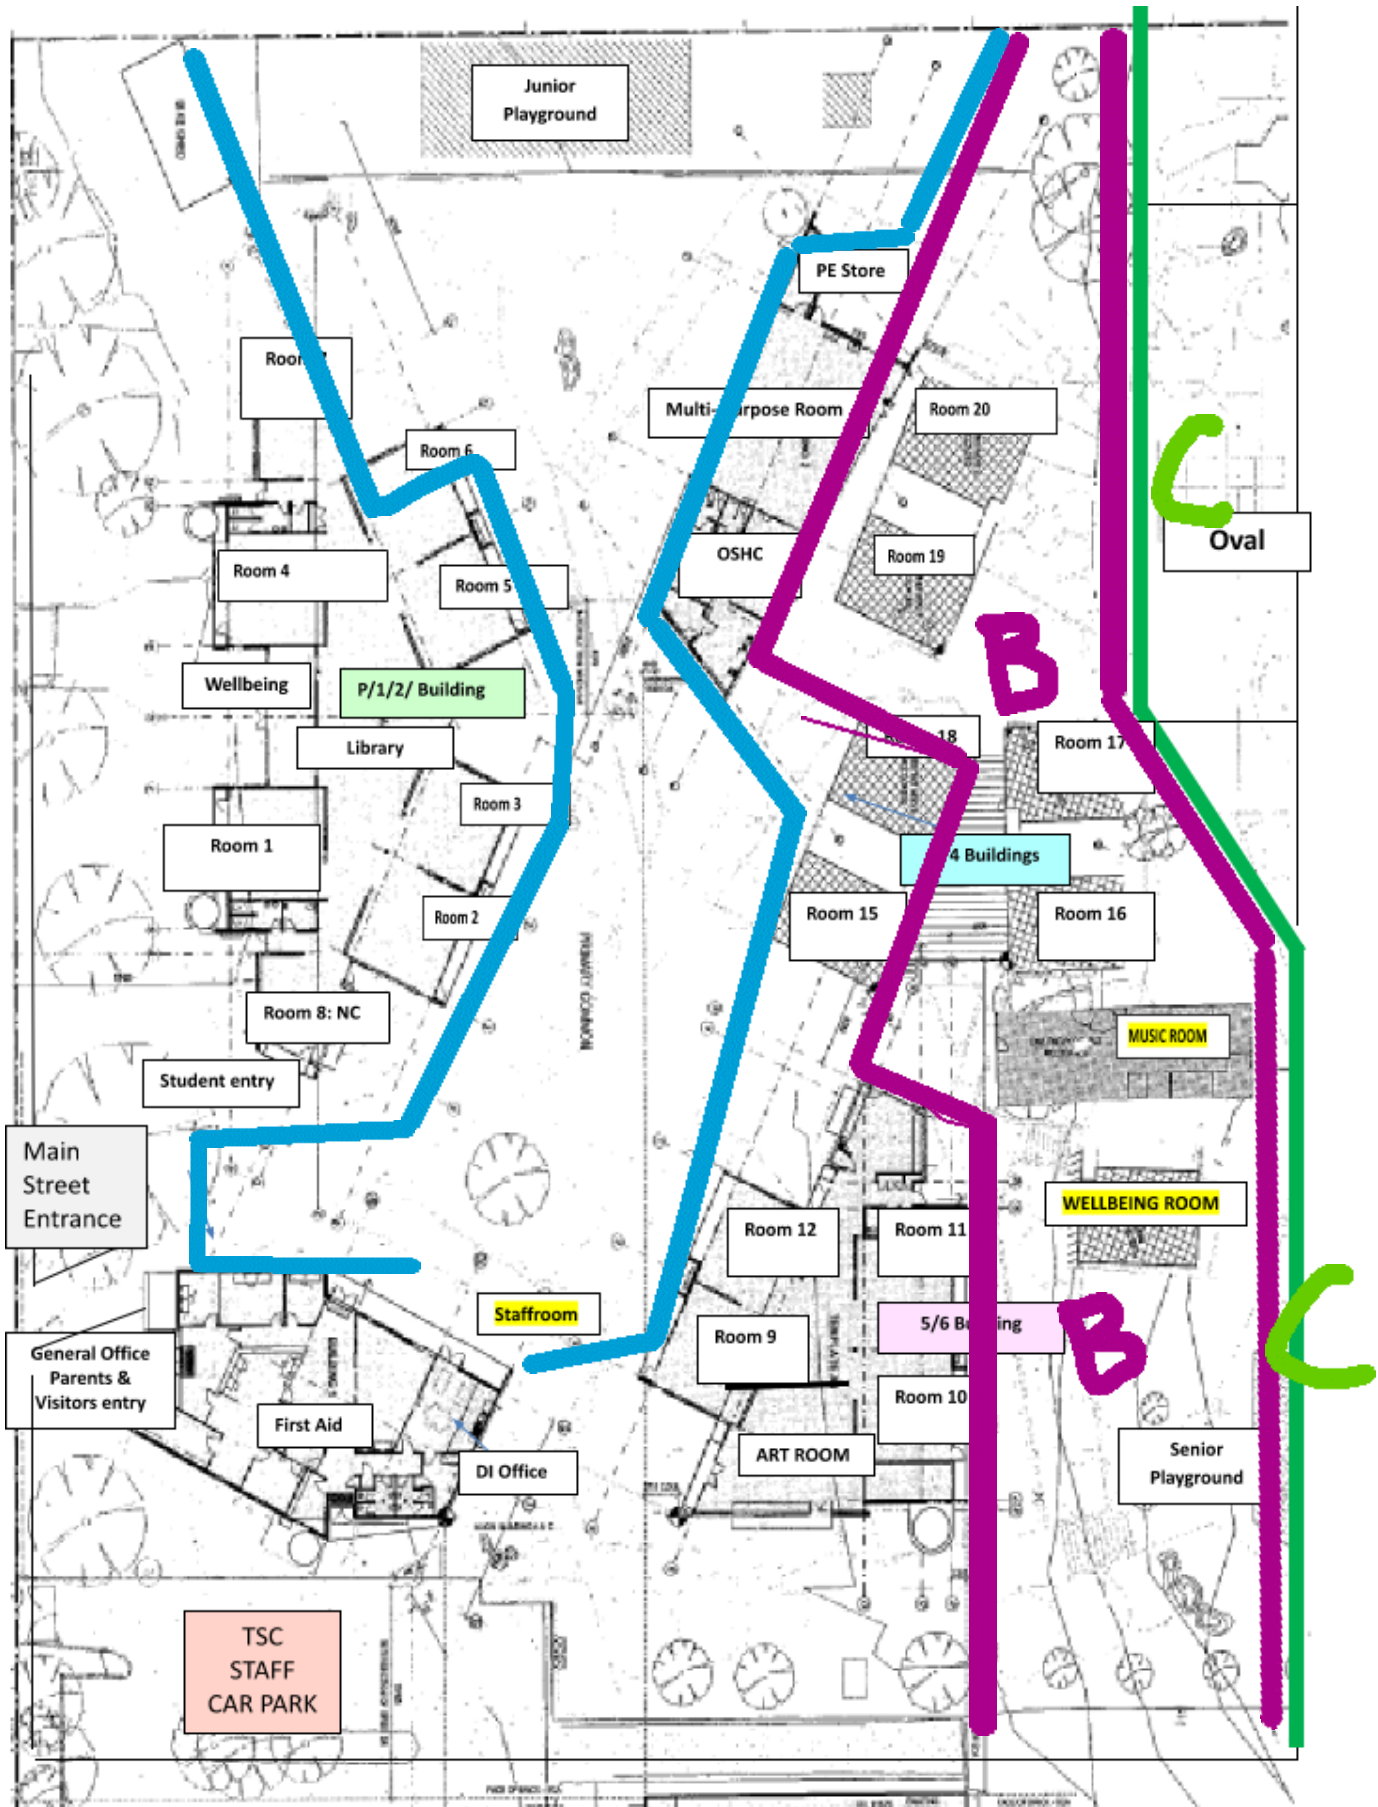 Junior
Playground
PE Store
Multi- urpose Room
Room 20
Room 6
C
Oval
OSHC
Room 19
Room 4
Room 5
B
Wellbeing
P/1/2/ Building
Library
18
Room 17
Room 3
Room 1
4 Buildings
Room 2
Room 15
Room 16
Room 8: NC
PRIMARY COMMON
MUSIC ROOM
Student entry
Main
Street
Entrance
WELLBEING ROOM
Room 12
Room 11
Staffroom
5/6 Building
B
C
Room 9
General Office
Parents &
Visitors entry
Room 10
First Aid
ART ROOM
DI Office
Senior
Playground
TSC
STAFF
CAR PARK